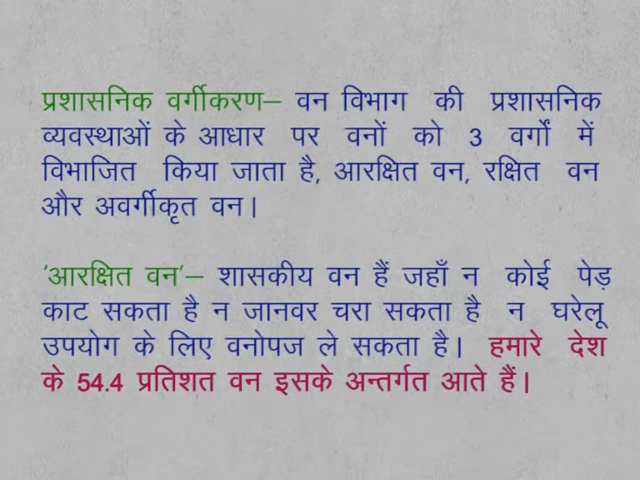 प्रशासनिक वर्गीकरण– वन विभाग की प्रशासनिक
व्यवस्थाओं के आधार पर वनों को 3 वर्गों में
विभाजित किया जाता है, आरक्षित वन, रक्षित वन
और अवर्गीकृत वन।
'आरक्षित वन'– शासकीय वन हैं जहाँ न कोई पेड़
काट सकता है न जानवर चरा सकता है न घरेलू
उपयोग के लिए वनोपज ले सकता है। हमारे देश
के 54.4 प्रतिशत वन इसके अन्तर्गत आते हैं।